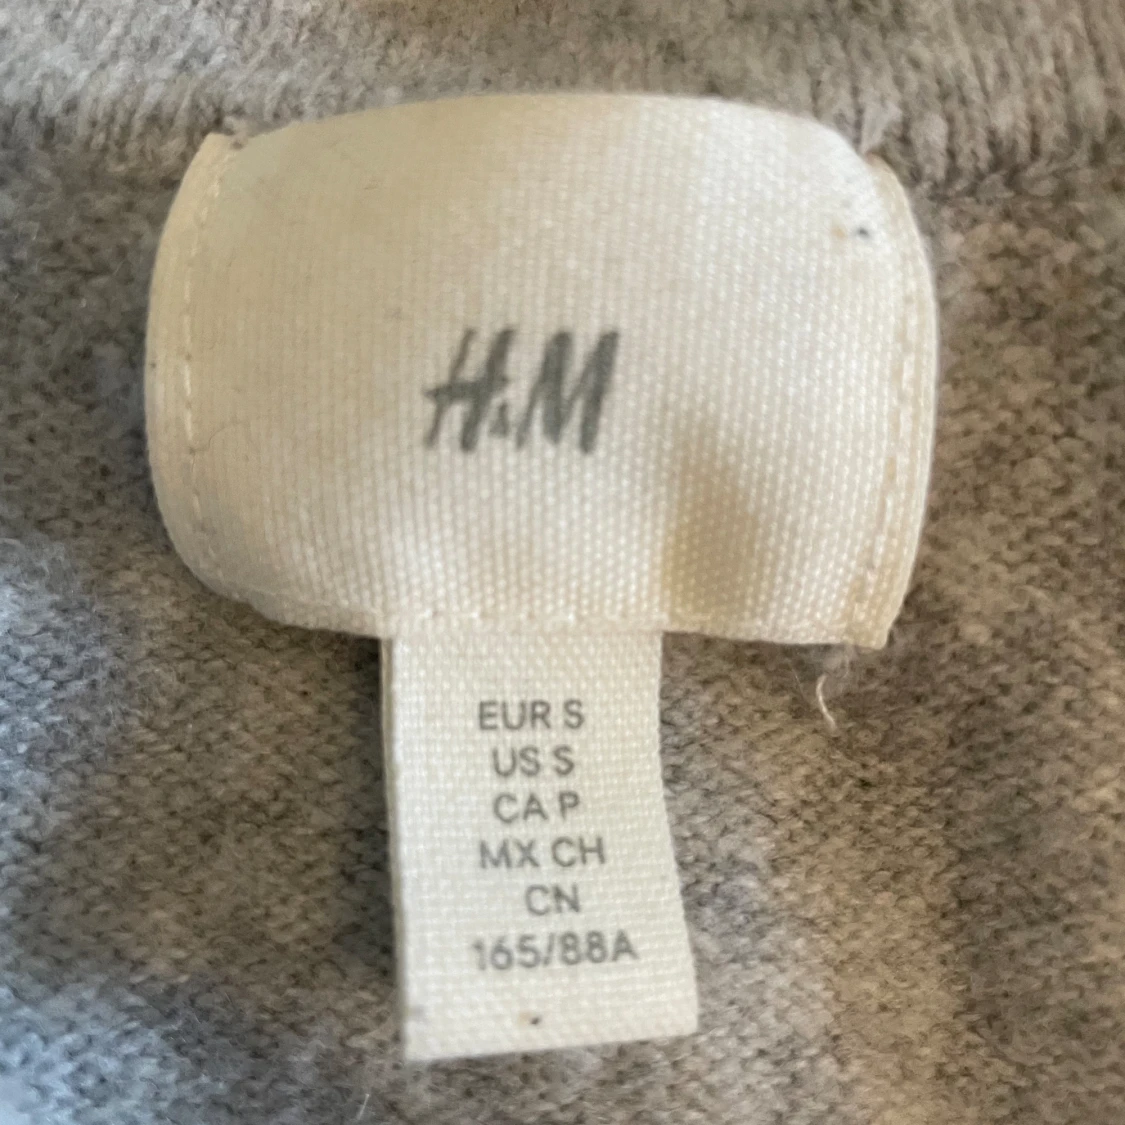 H&M
EUR S
US S
CA P
MX CH
CN
165/88A